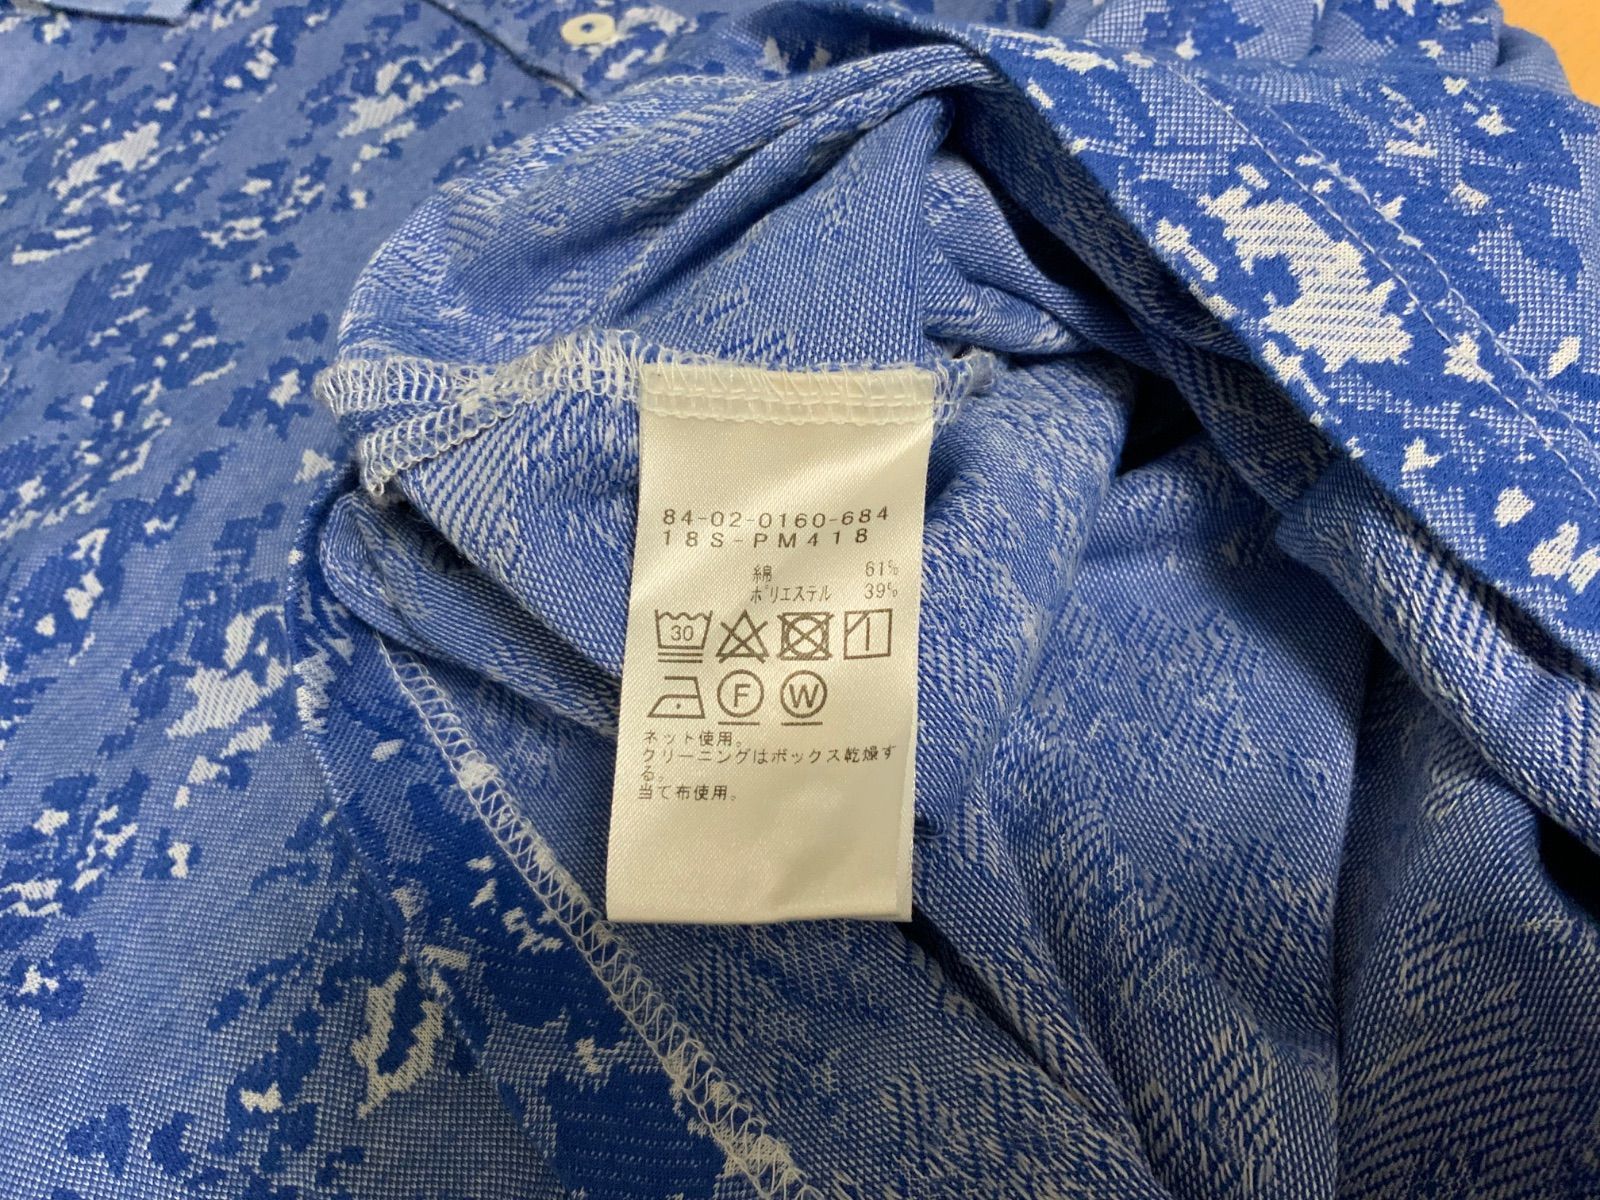 84-02-0160-684
18S-PM418
綿 61%
ポリエステル 39%
30
F W
ネット使用。
クリーニングはボックス乾燥す
る。
当て布使用。